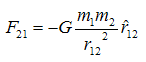 F₂₁ = −G m₁m₂ / r₁₂² r̂₁₂